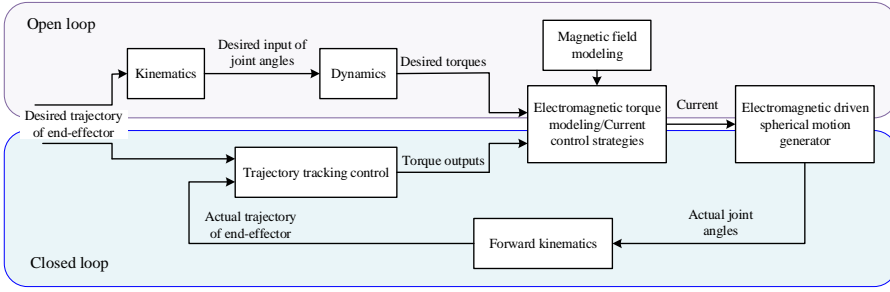 Open loop
Magnetic field
modeling
Desired input of
joint angles
Kinematics
Dynamics
Desired torques
Desired trajectory
of end-effector
Electromagnetic torque
modeling/Current
control strategies
Current
Electromagnetic driven
spherical motion
generator
Trajectory tracking control
Torque outputs
Actual trajectory
of end-effector
Forward kinematics
Actual joint
angles
Closed loop